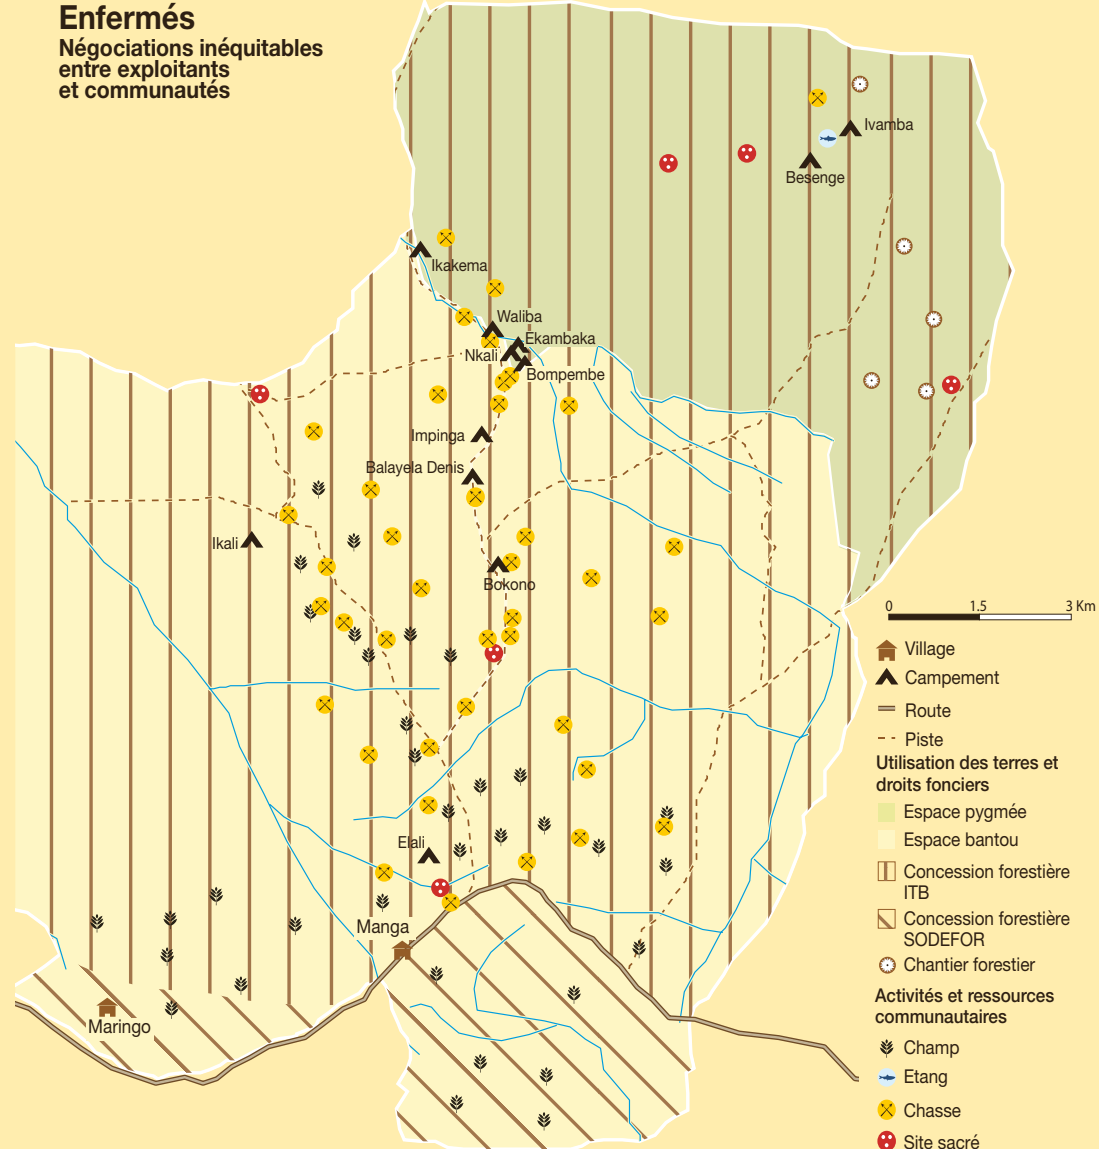 Enfermés
Négociations inéquitables
entre exploitants
et communautés
Ivamba
Besenge
Ikakema
Waliba
Ekambaka
Nkali
Bompembe
Impinga
Balayela Denis
Ikali
Bokono
Elali
Manga
Maringo
0 1.5 3 Km
Village
Campement
Route
Piste
Utilisation des terres et
droits fonciers
Espace pygmée
Espace bantou
Concession forestière
ITB
Concession forestière
SODEFOR
Chantier forestier
Activités et ressources
communautaires
Champ
Etang
Chasse
Site sacré